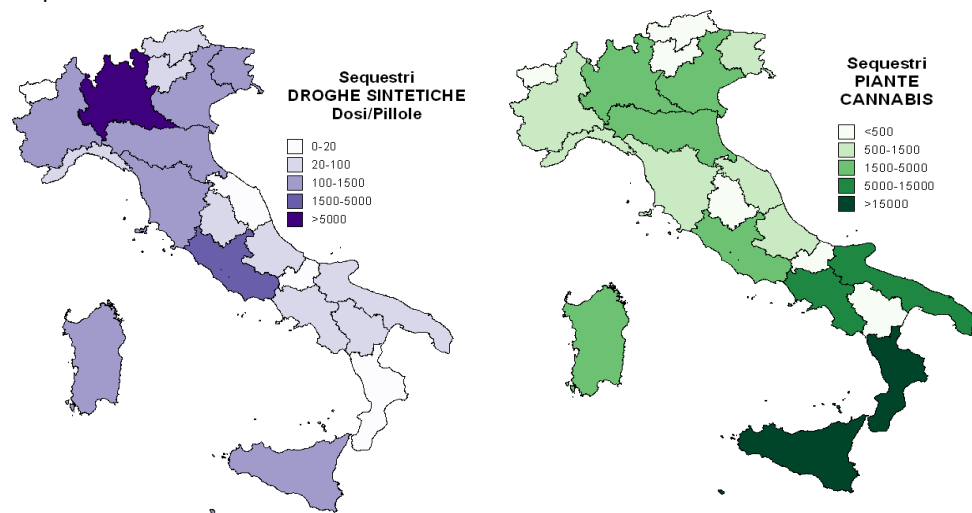 Sequestri
DROGHE SINTETICHE
Dosi/Pillole
0-20
20-100
100-1500
1500-5000
>5000
Sequestri
PIANTE
CANNABIS
<500
500-1500
1500-5000
5000-15000
>15000